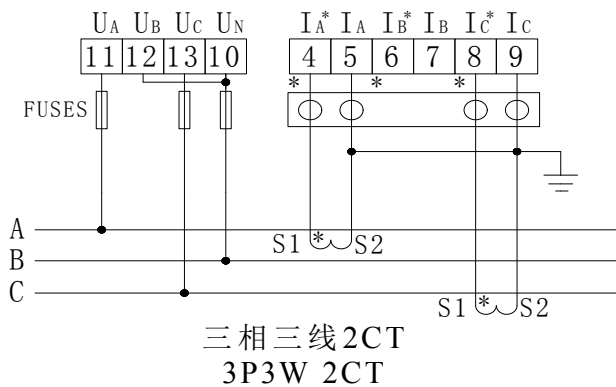 UA UB UC UN IA* IA IB* IB IC* IC
11 12 13 10 4 5 6 7 8 9
* * *
FUSES
A
S1 * S2
B
C
S1 * S2
三相三线2CT
3P3W 2CT